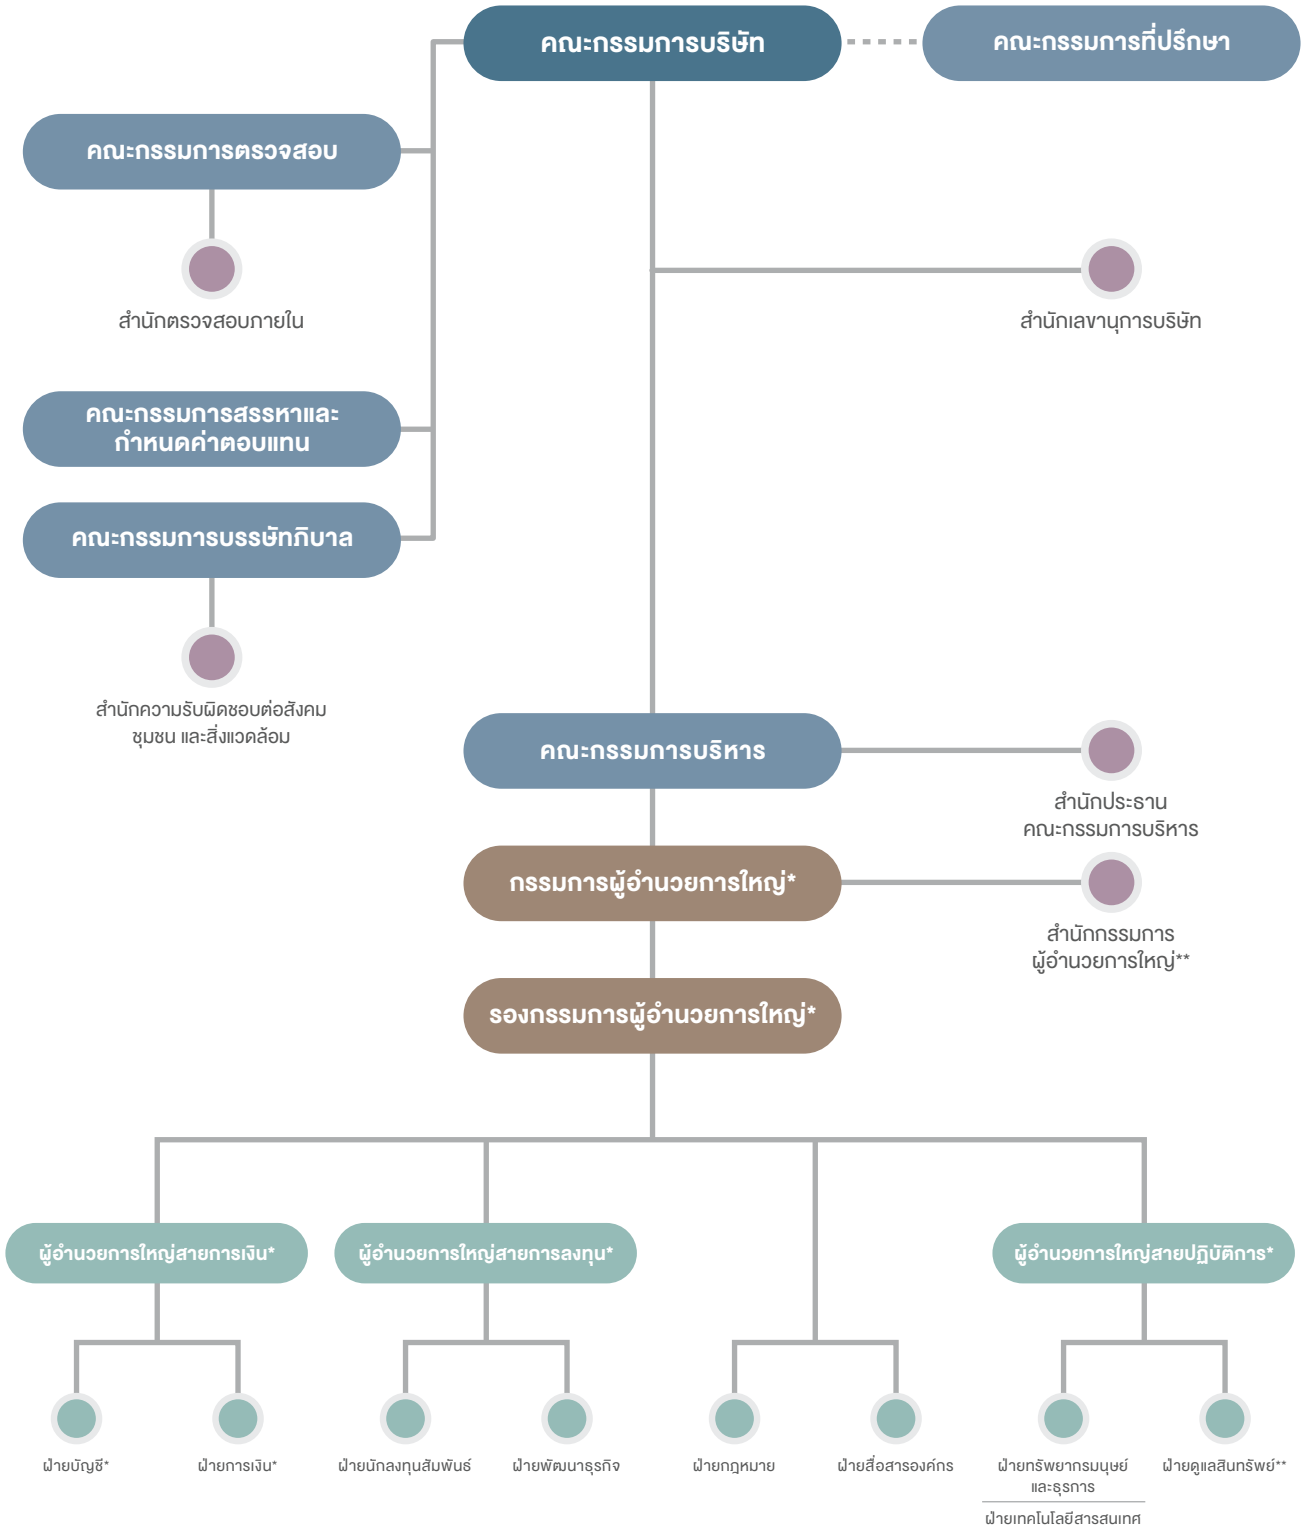 คณะกรรมการบริษัท
คณะกรรมการที่ปรึกษา
คณะกรรมการตรวจสอบ
สำนักตรวจสอบภายใน
สำนักเลขานุการบริษัท
คณะกรรมการสรรหาและ
กำหนดค่าตอบแทน
คณะกรรมการบรรษัทภิบาล
สำนักความรับผิดชอบต่อสังคม
ชุมชน และสิ่งแวดล้อม
คณะกรรมการบริหาร
สำนักประธาน
คณะกรรมการบริหาร
กรรมการผู้อำนวยการใหญ่*
สำนักกรรมการ
ผู้อำนวยการใหญ่**
รองกรรมการผู้อำนวยการใหญ่*
ผู้อำนวยการใหญ่สายการเงิน*
ผู้อำนวยการใหญ่สายการลงทุน*
ผู้อำนวยการใหญ่สายปฏิบัติการ*
ฝ่ายบัญชี*
ฝ่ายการเงิน*
ฝ่ายนักลงทุนสัมพันธ์
ฝ่ายพัฒนาธุรกิจ
ฝ่ายกฎหมาย
ฝ่ายสื่อสารองค์กร
ฝ่ายทรัพยากรมนุษย์
และธุรการ
ฝ่ายเทคโนโลยีสารสนเทศ
ฝ่ายดูแลสินทรัพย์**